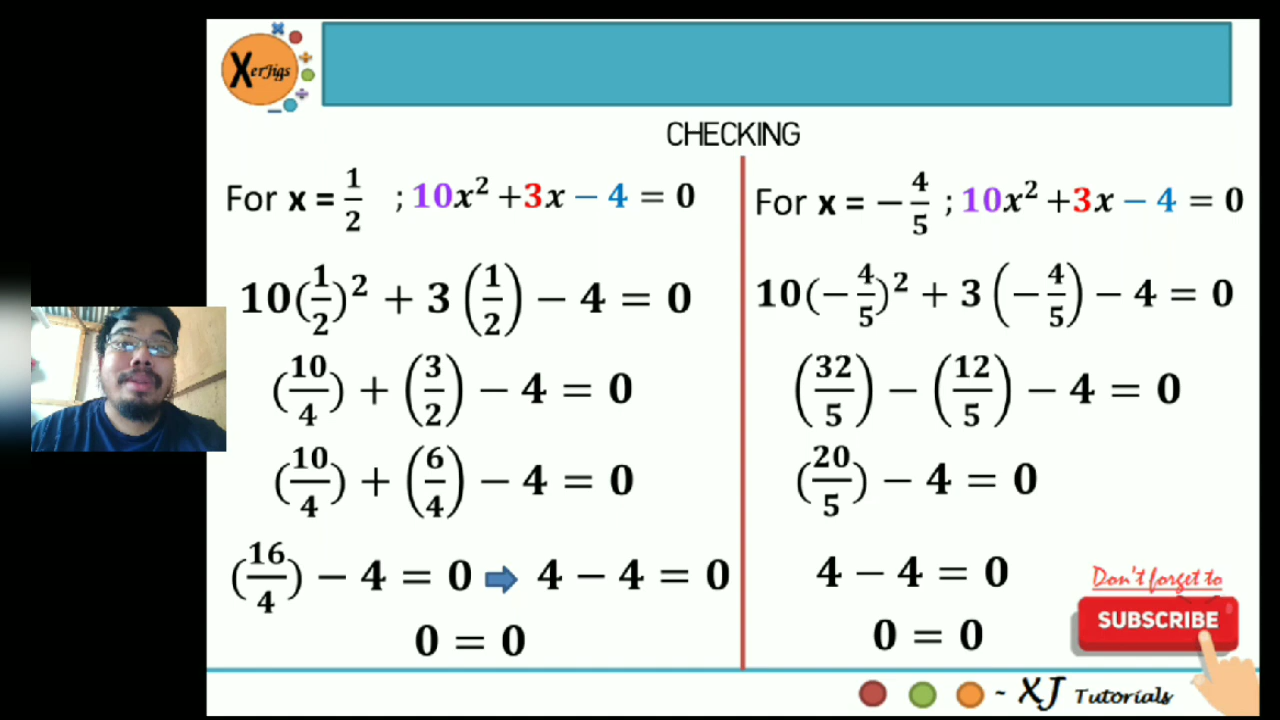 XerJigs
CHECKING
For x = 1/2 ; 10x² +3x − 4 = 0
10(1/2)² + 3(1/2) − 4 = 0
(10/4) + (3/2) − 4 = 0
(10/4) + (6/4) − 4 = 0
(16/4) − 4 = 0 ➡ 4 − 4 = 0
0 = 0
For x = −4/5 ; 10x² +3x − 4 = 0
10(−4/5)² + 3(−4/5) − 4 = 0
(32/5) − (12/5) − 4 = 0
(20/5) − 4 = 0
4 − 4 = 0
0 = 0
Don't forget to
SUBSCRIBE
~ XJ Tutorials